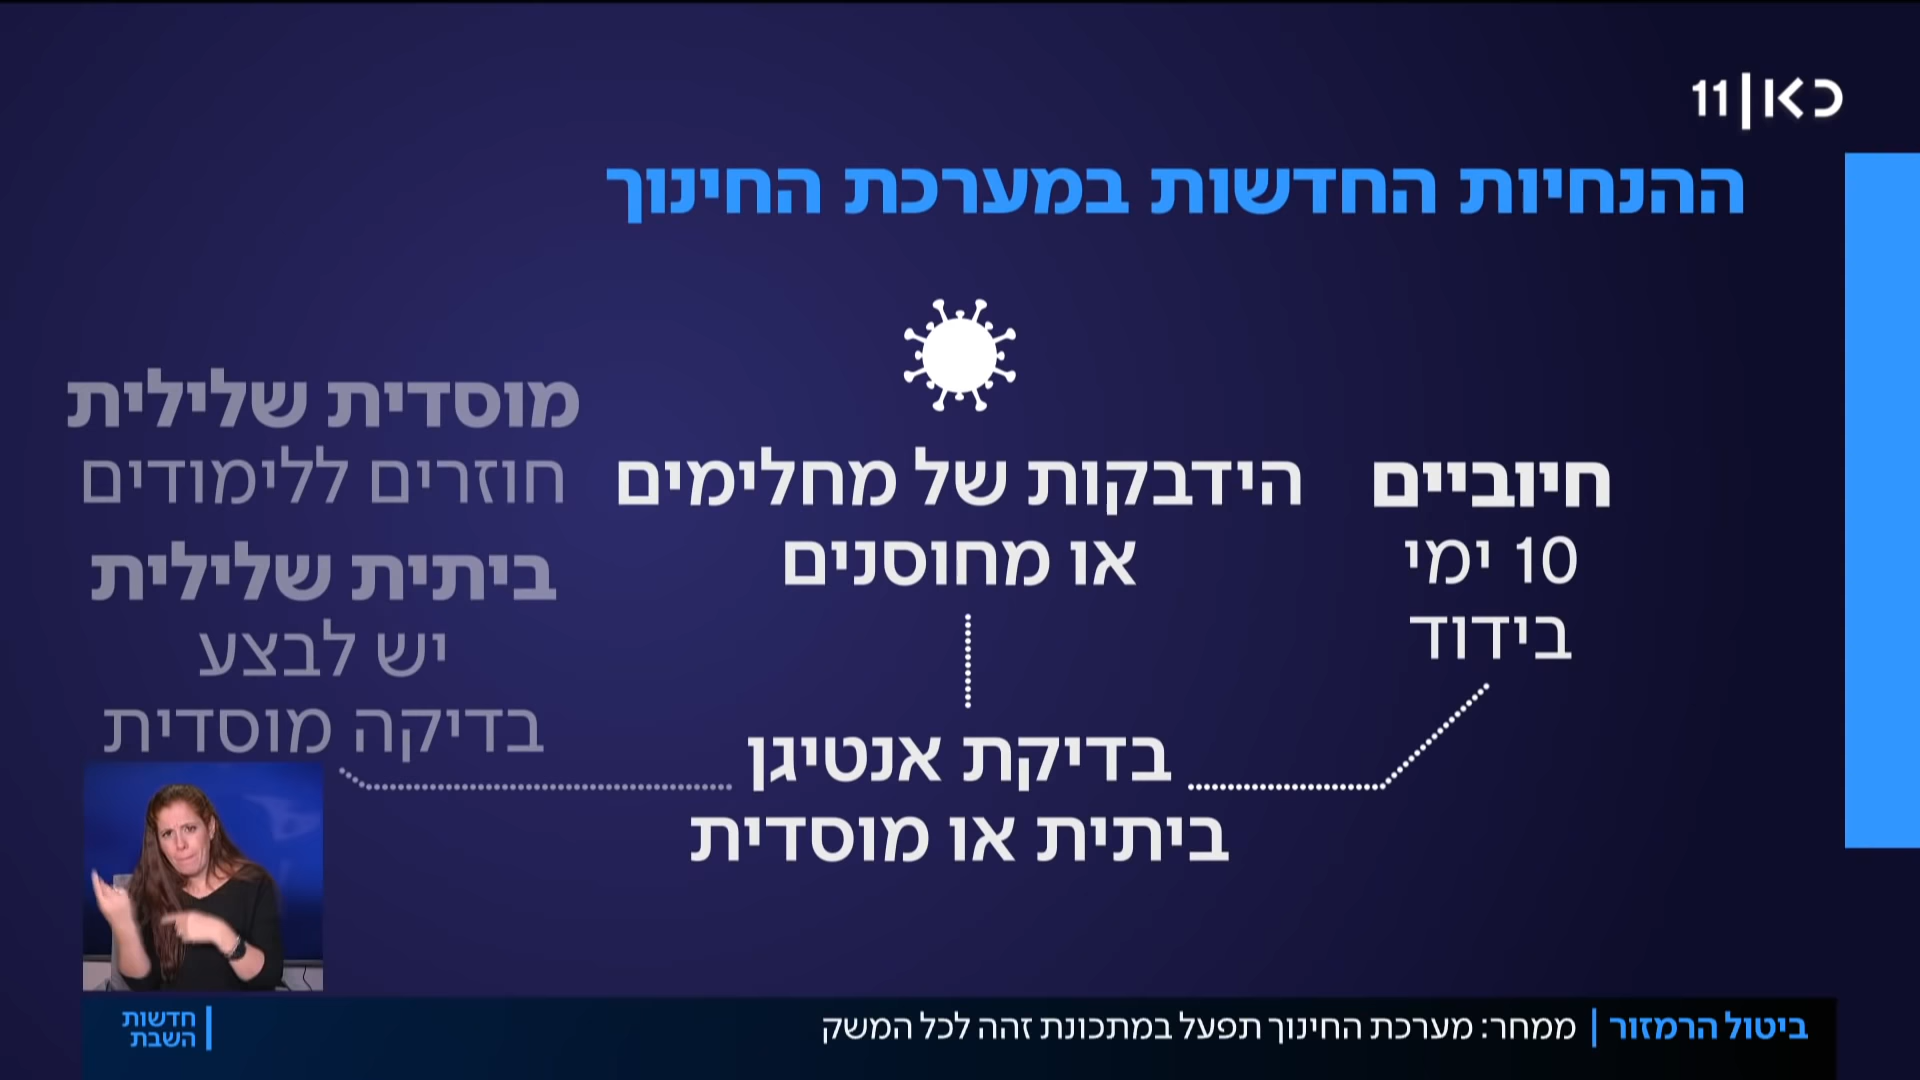 כאן|11
ההנחיות החדשות במערכת החינוך
הידבקות של מחלימים
או מחוסנים
בדיקת אנטיגן
ביתית או מוסדית
חיוביים
10 ימי
בידוד
מוסדית שלילית
חוזרים ללימודים
ביתית שלילית
יש לבצע
בדיקה מוסדית
ביטול הרמזור | ממחר: מערכת החינוך תפעל במתכונת זהה לכל המשק
חדשות
השבת